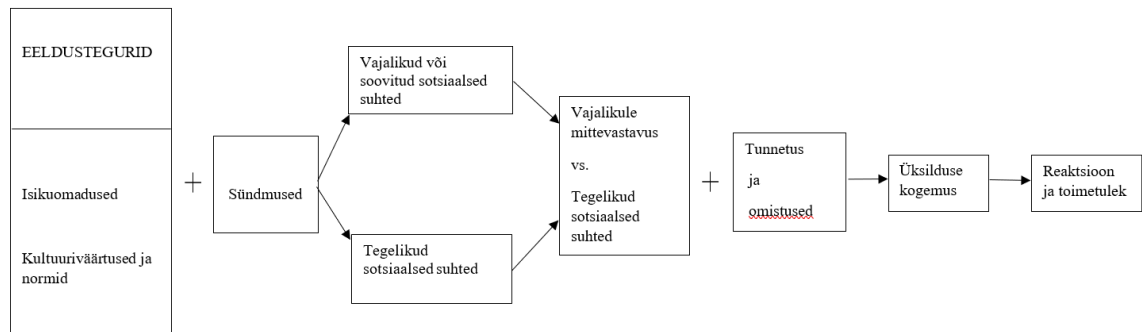 EELDUSTEGURID
Isikuomadused
Kultuuriväärtused ja
normid
+
Sündmused
Vajalikud või
soovitud sotsiaalsed
suhted
Tegelikud
sotsiaalsed suhted
Vajalikule
mittevastavus
vs.
Tegelikud
sotsiaalsed
suhted
+
Tunnetus
ja
omistused
Üksilduse
kogemus
Reaktsioon
ja toimetulek